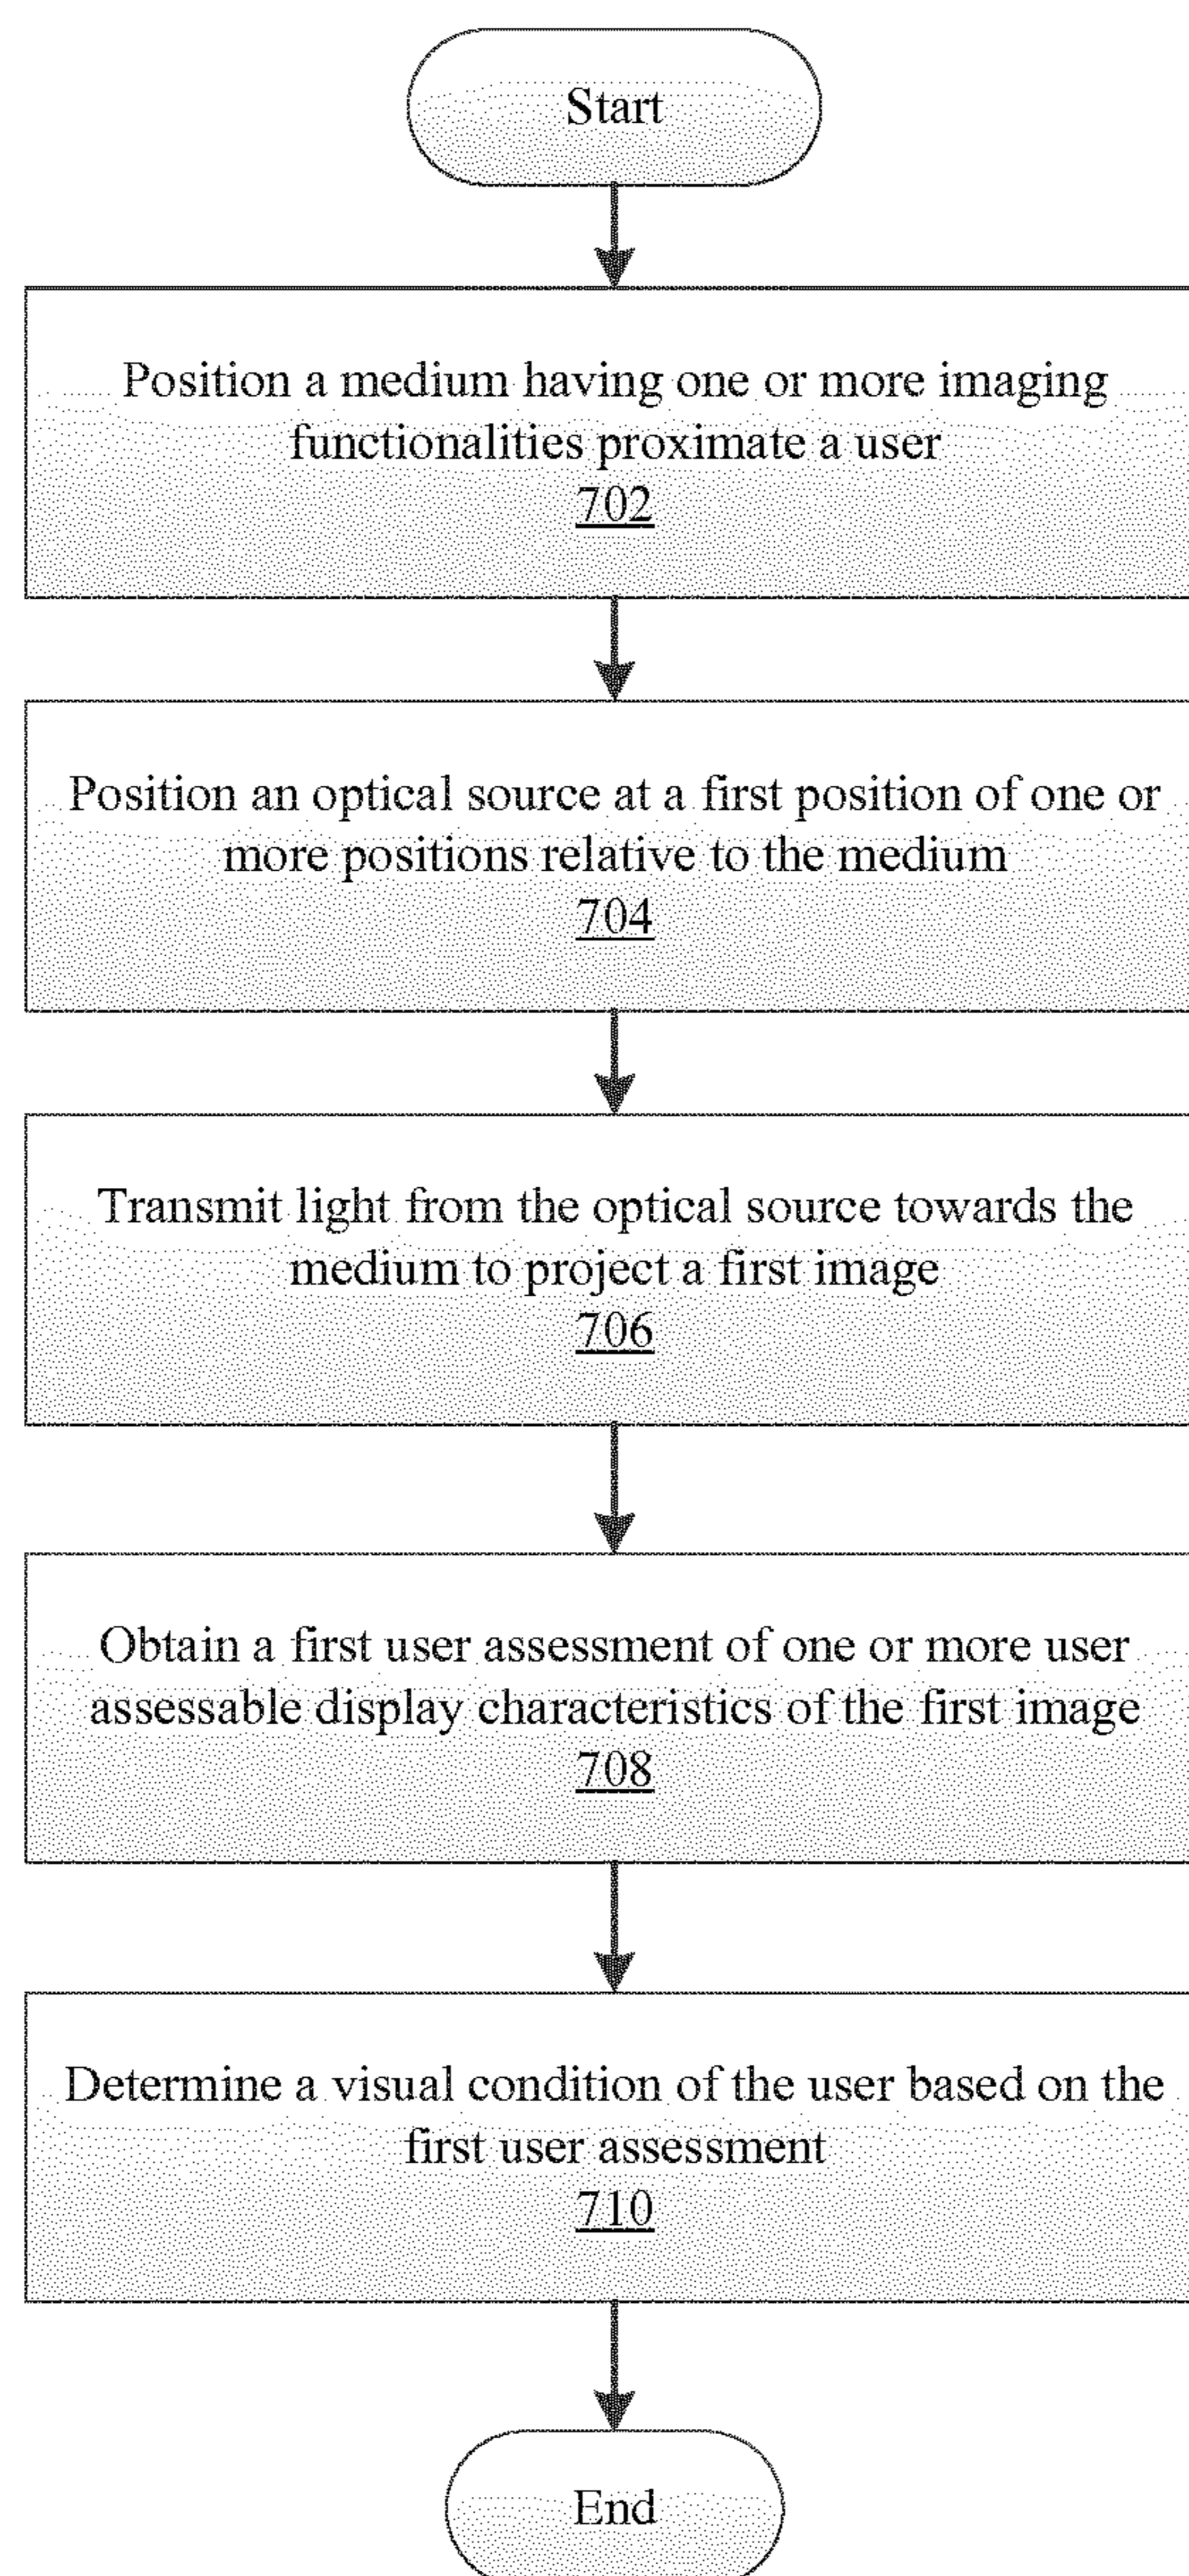 Start
Position a medium having one or more imaging
functionalities proximate a user
702
Position an optical source at a first position of one or
more positions relative to the medium
704
Transmit light from the optical source towards the
medium to project a first image
706
Obtain a first user assessment of one or more user
assessable display characteristics of the first image
708
Determine a visual condition of the user based on the
first user assessment
710
End